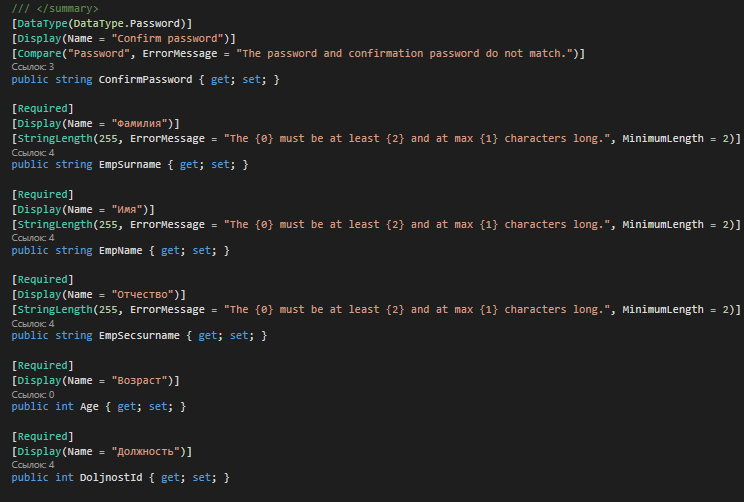 /// </summary>
[DataType(DataType.Password)]
[Display(Name = "Confirm password")]
[Compare("Password", ErrorMessage = "The password and confirmation password do not match.")]
Ссылок: 3
public string ConfirmPassword { get; set; }
[Required]
[Display(Name = "Фамилия")]
[StringLength(255, ErrorMessage = "The {0} must be at least {2} and at max {1} characters long.", MinimumLength = 2)]
Ссылок: 4
public string EmpSurname { get; set; }
[Required]
[Display(Name = "Имя")]
[StringLength(255, ErrorMessage = "The {0} must be at least {2} and at max {1} characters long.", MinimumLength = 2)]
Ссылок: 4
public string EmpName { get; set; }
[Required]
[Display(Name = "Отчество")]
[StringLength(255, ErrorMessage = "The {0} must be at least {2} and at max {1} characters long.", MinimumLength = 2)]
Ссылок: 4
public string EmpSecsurname { get; set; }
[Required]
[Display(Name = "Возраст")]
Ссылок: 0
public int Age { get; set; }
[Required]
[Display(Name = "Должность")]
Ссылок: 4
public int DoljnostId { get; set; }